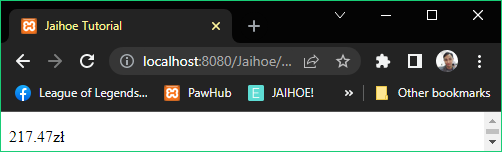 Jaihoe Tutorial
localhost:8080/Jaihoe/...
League of Legends... PawHub JAIHOE! » Other bookmarks
217.47zł